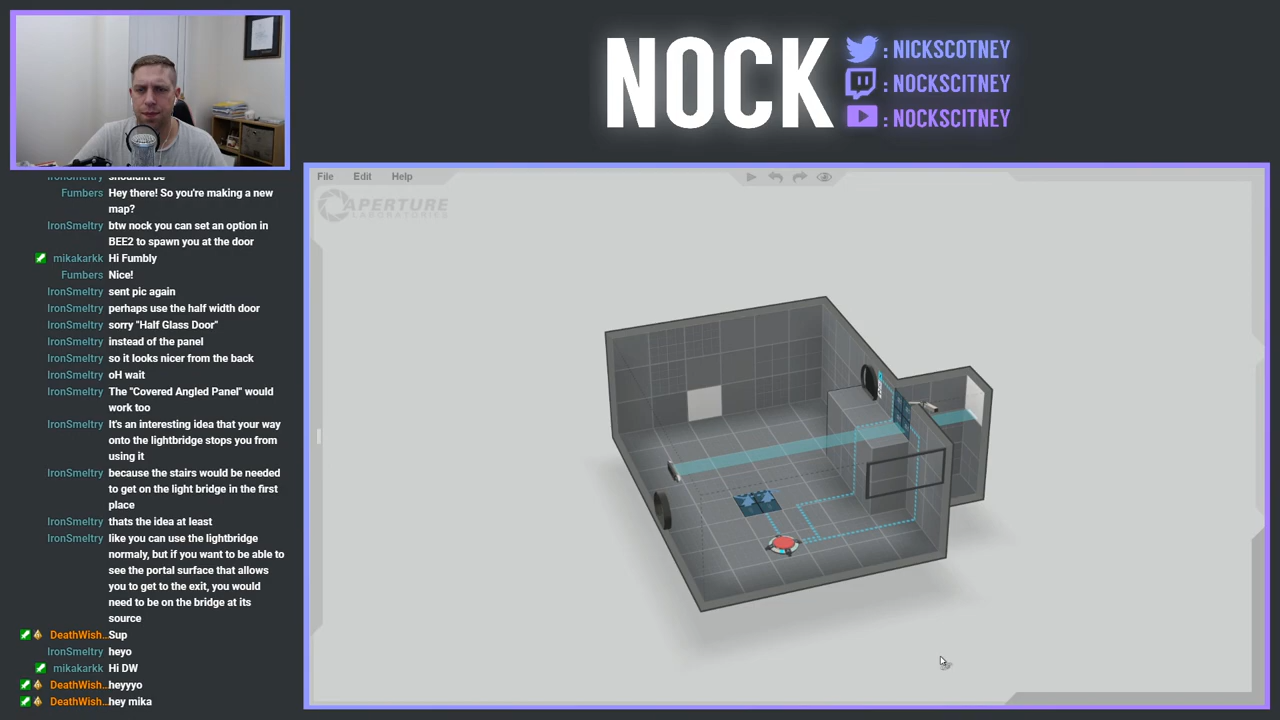 NOCK
: NICKSCOTNEY
: NOCKSCITNEY
: NOCKSCITNEY
IronSmeltry shouldnt be
Fumbers Hey there! So you're making a new
map?
IronSmeltry btw nock you can set an option in
BEE2 to spawn you at the door
mikakarkk Hi Fumbly
Fumbers Nice!
IronSmeltry sent pic again
IronSmeltry perhaps use the half width door
IronSmeltry sorry "Half Glass Door"
IronSmeltry instead of the panel
IronSmeltry so it looks nicer from the back
IronSmeltry oH wait
IronSmeltry The "Covered Angled Panel" would
work too
IronSmeltry It's an interesting idea that your way
onto the lightbridge stops you from
using it
IronSmeltry because the stairs would be needed
to get on the light bridge in the first
place
IronSmeltry thats the idea at least
IronSmeltry like you can use the lightbridge
normaly, but if you want to be able to
see the portal surface that allows
you to get to the exit, you would
need to be on the bridge at its
source
DeathWish.. Sup
IronSmeltry heyo
mikakarkk Hi DW
DeathWish.. heyyyo
DeathWish.. hey mika
File Edit Help
APERTURE
LABORATORIES